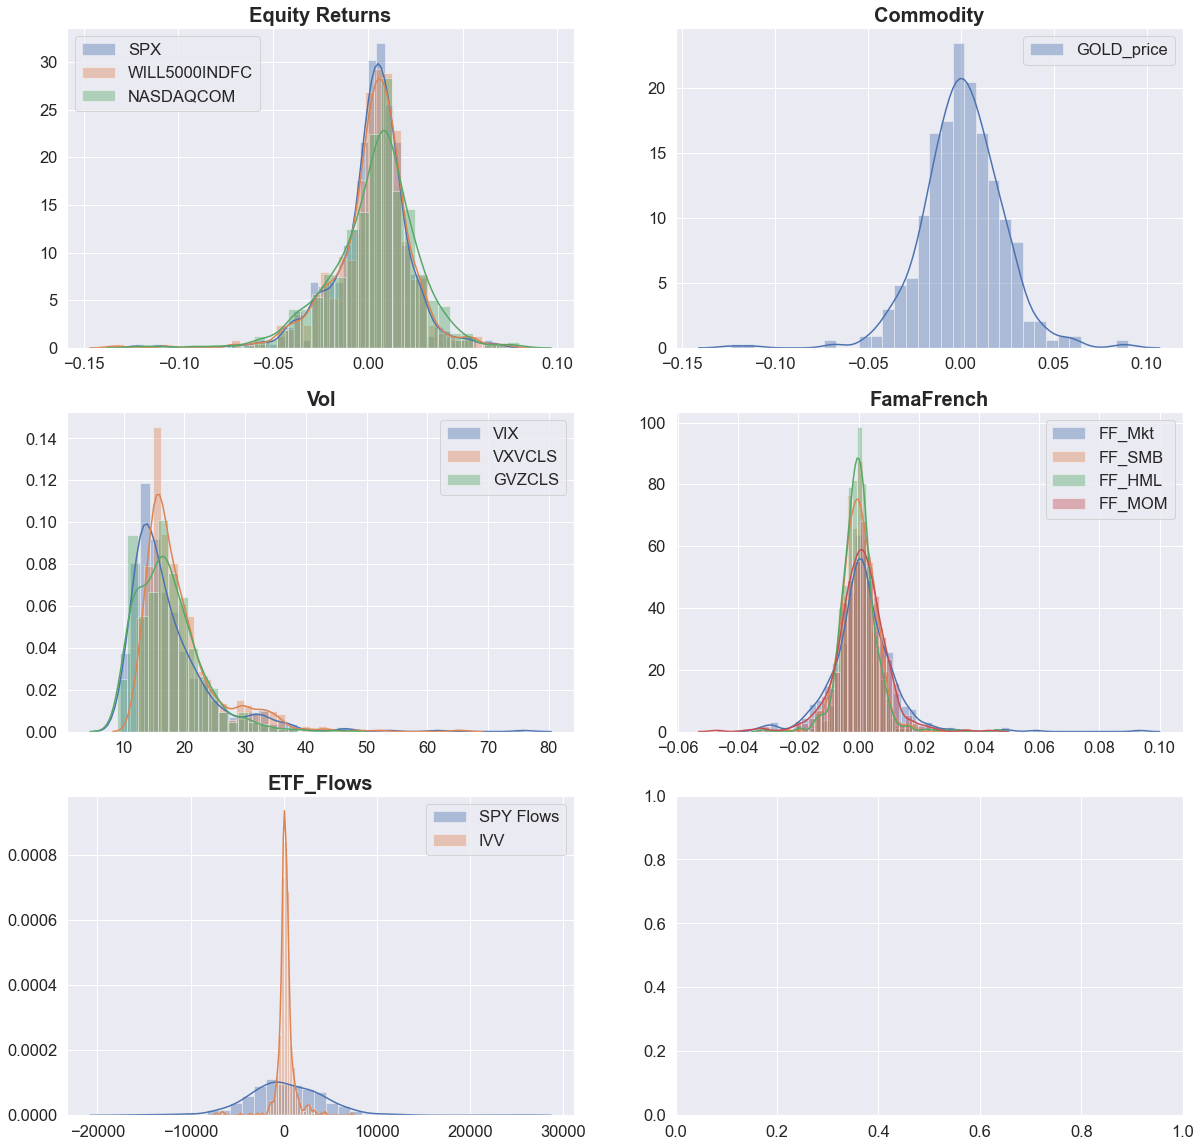 Equity Returns
SPX
WILL5000INDFC
NASDAQCOM
30
25
20
15
10
5
0
−0.15 −0.10 −0.05 0.00 0.05 0.10
Commodity
GOLD_price
20
15
10
5
0
−0.15 −0.10 −0.05 0.00 0.05 0.10
Vol
VIX
VXVCLS
GVZCLS
0.14
0.12
0.10
0.08
0.06
0.04
0.02
0.00
10 20 30 40 50 60 70 80
FamaFrench
FF_Mkt
FF_SMB
FF_HML
FF_MOM
100
80
60
40
20
0
−0.06 −0.04 −0.02 0.00 0.02 0.04 0.06 0.08 0.10
ETF_Flows
SPY Flows
IVV
0.0008
0.0006
0.0004
0.0002
0.0000
−20000 −10000 0 10000 20000 30000
1.0
0.8
0.6
0.4
0.2
0.0
0.0 0.2 0.4 0.6 0.8 1.0